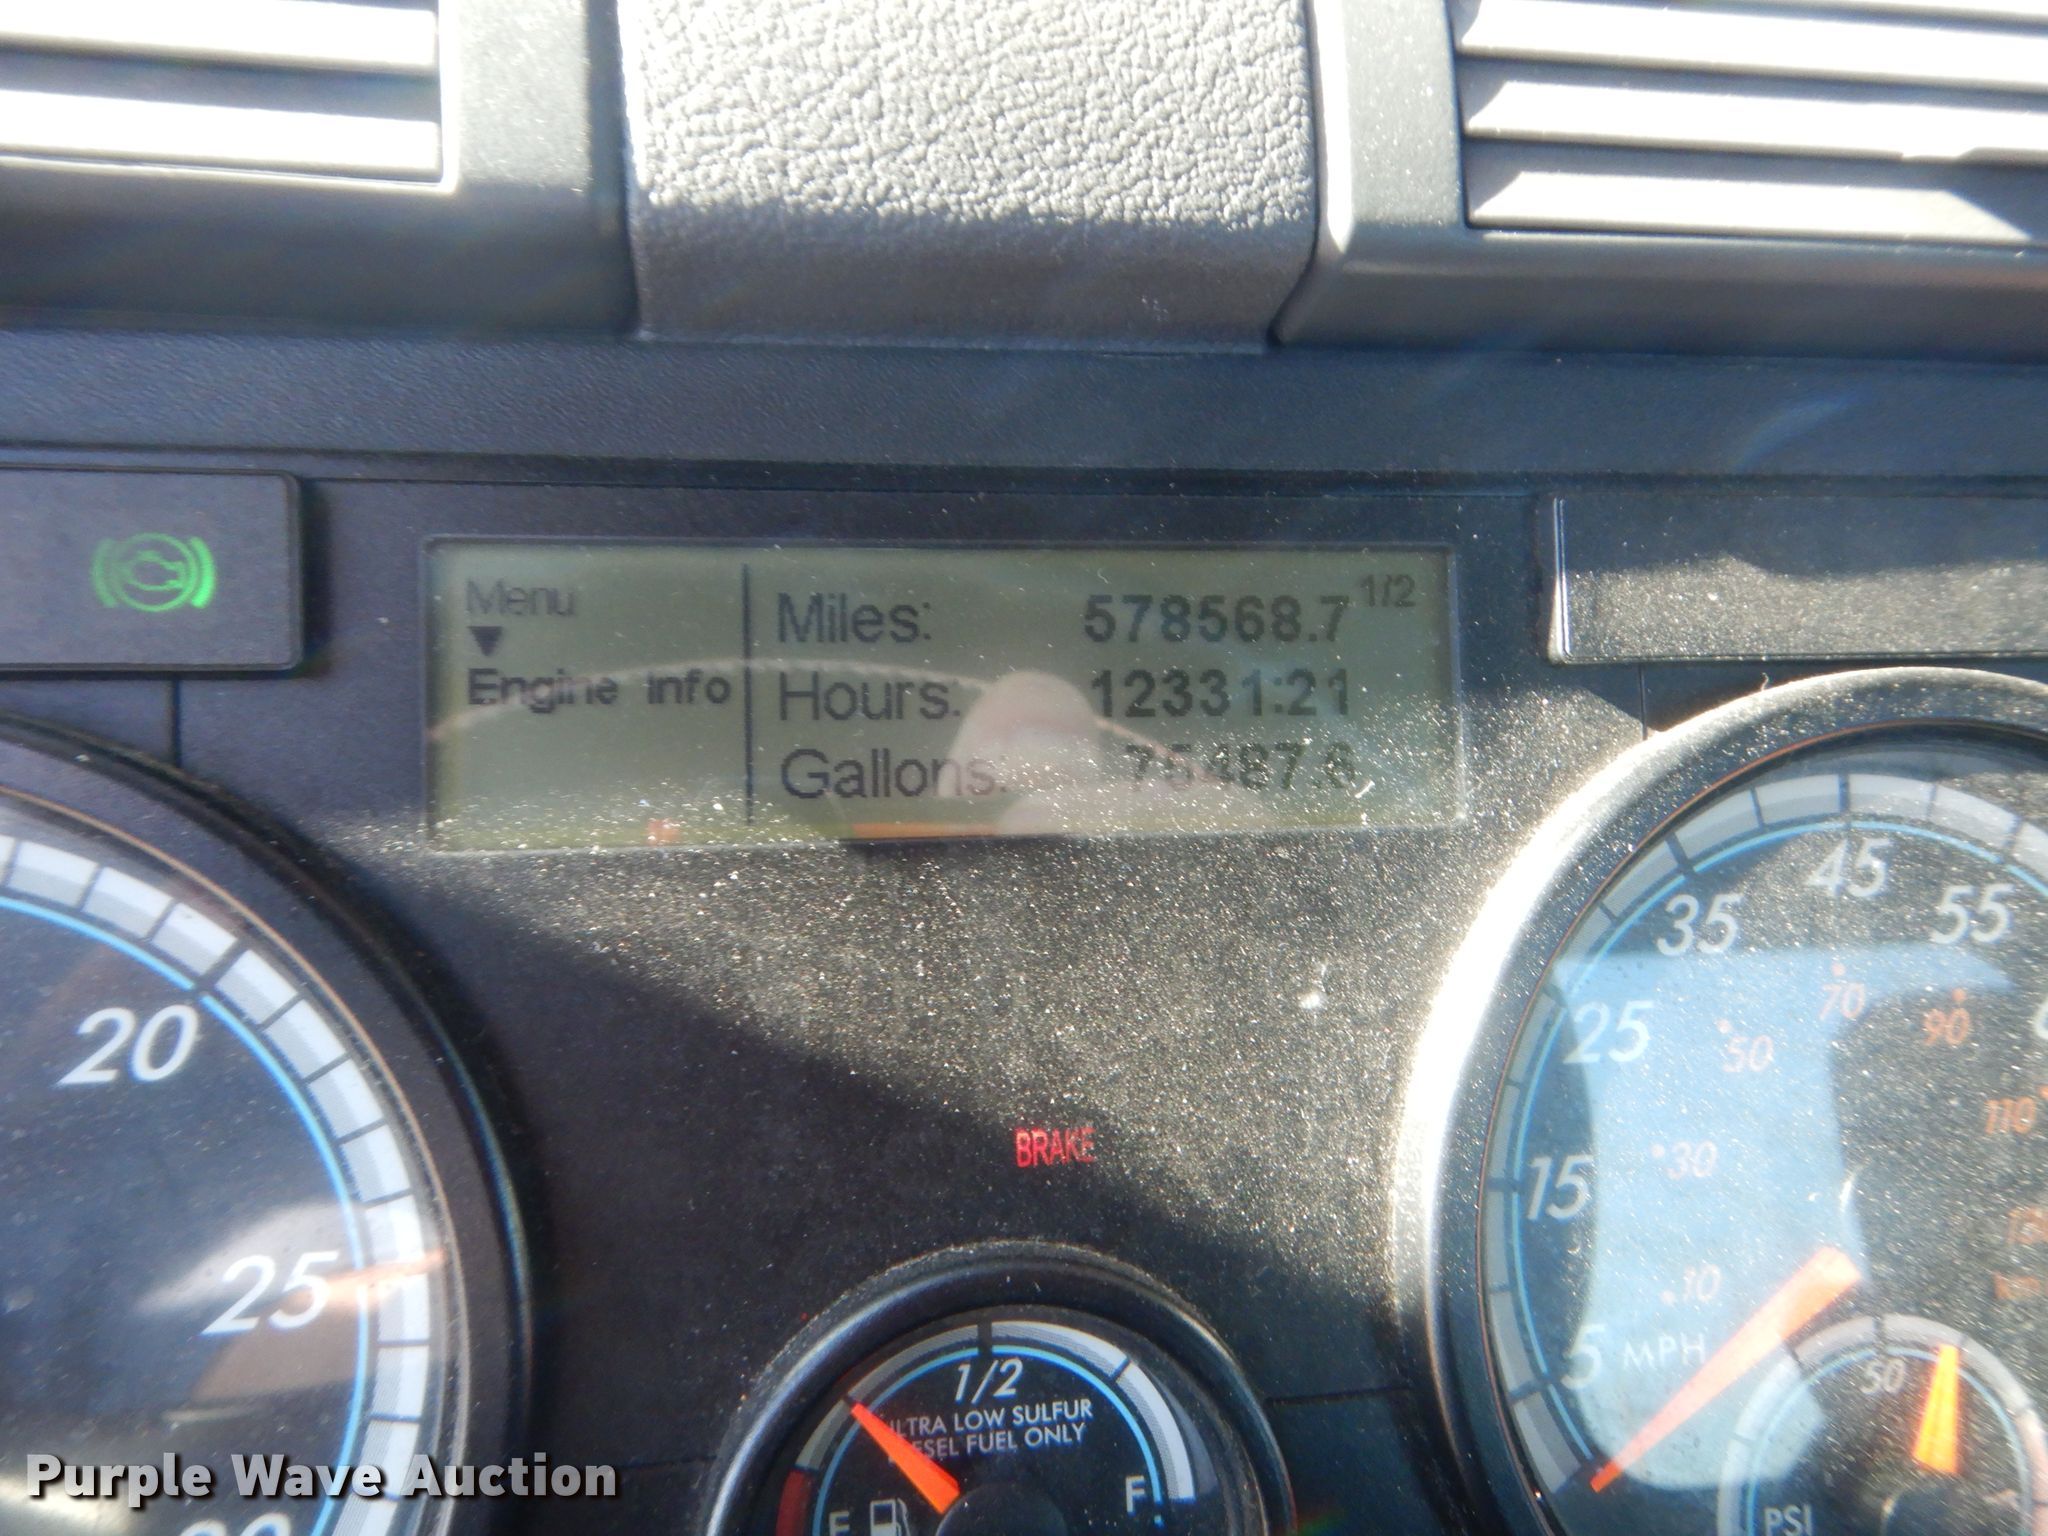 Menu
Engine Info
Miles: 578568.7 1/2
Hours: 12331:21
Gallons: 75487.6
20
25
BRAKE
1/2
ULTRA LOW SULFUR
DIESEL FUEL ONLY
E
F
45
35
55
25
15
5 MPH
70
50
90
110
30
10
50
PSI
Purple Wave Auction